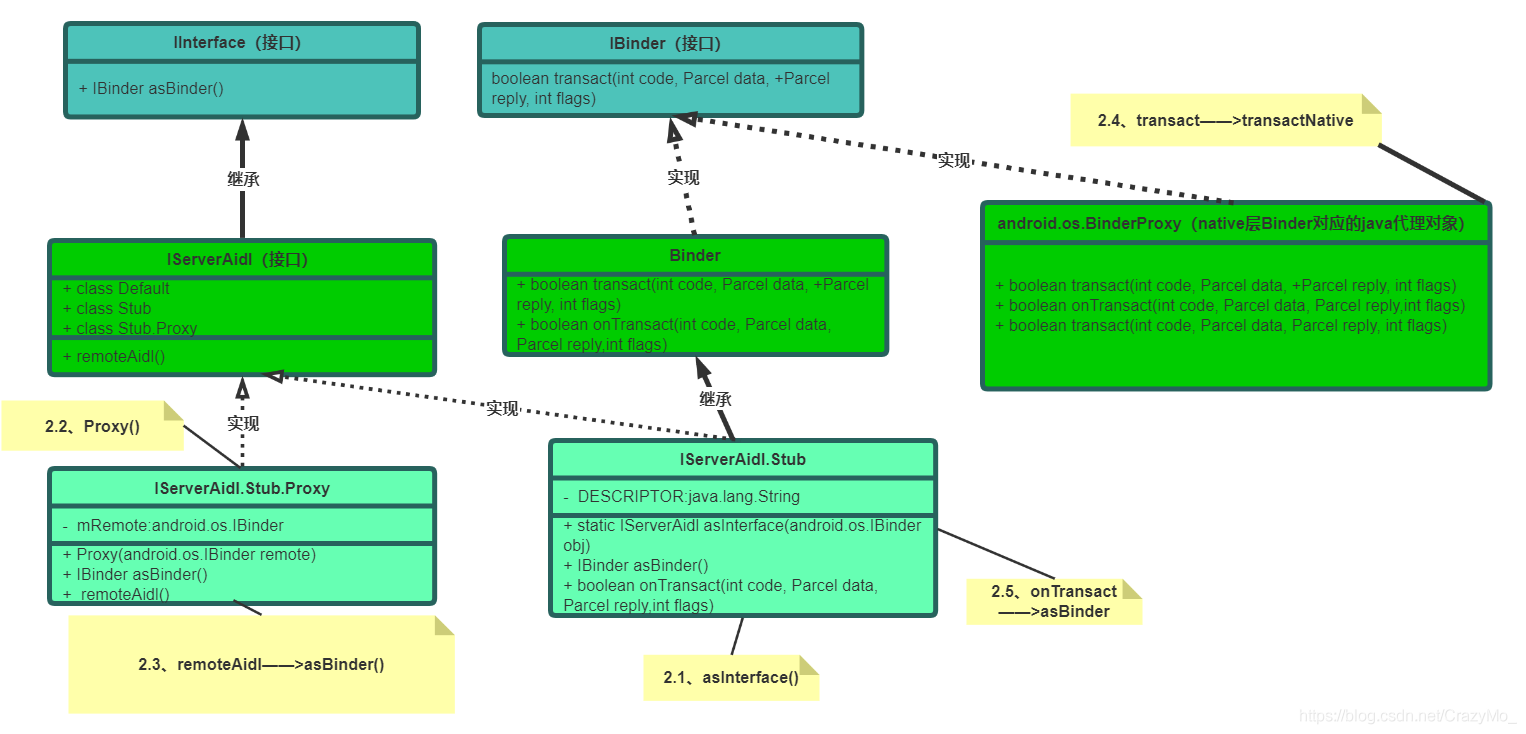 IInterface（接口）
+ IBinder asBinder()
IBinder（接口）
boolean transact(int code, Parcel data, +Parcel
reply, int flags)
2.4、transact——>transactNative
继承
实现
实现
android.os.BinderProxy（native层Binder对应的java代理对象)
+ boolean transact(int code, Parcel data, +Parcel reply, int flags)
+ boolean onTransact(int code, Parcel data, Parcel reply,int flags)
+ boolean transact(int code, Parcel data, Parcel reply, int flags)
IServerAidl（接口）
+ class Default
+ class Stub
+ class Stub.Proxy
+ remoteAidl()
Binder
+ boolean transact(int code, Parcel data, +Parcel
reply, int flags)
+ boolean onTransact(int code, Parcel data,
Parcel reply,int flags)
2.2、Proxy()
实现
实现
继承
IServerAidl.Stub.Proxy
- mRemote:android.os.IBinder
+ Proxy(android.os.IBinder remote)
+ IBinder asBinder()
+ remoteAidl()
IServerAidl.Stub
- DESCRIPTOR:java.lang.String
+ static IServerAidl asInterface(android.os.IBinder
obj)
+ IBinder asBinder()
+ boolean onTransact(int code, Parcel data,
Parcel reply,int flags)
2.5、onTransact
——>asBinder
2.3、remoteAidl——>asBinder()
2.1、asInterface()
https://blog.csdn.net/CrazyMo_